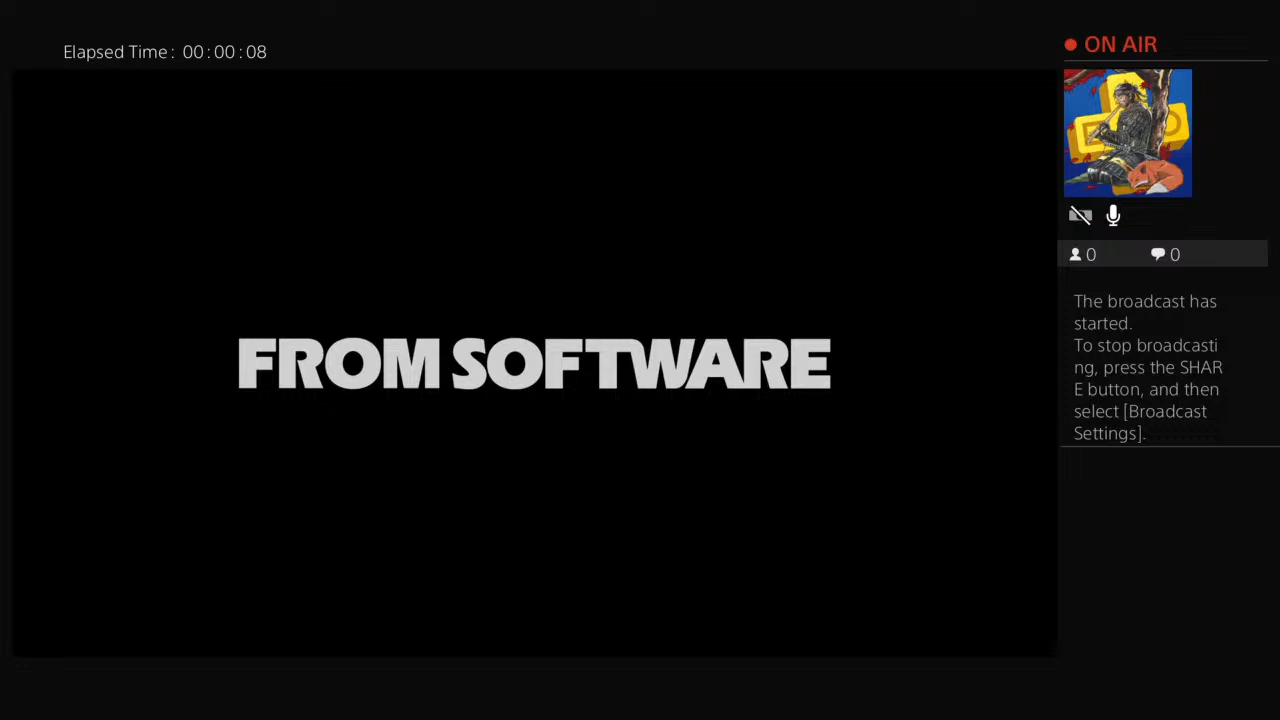 Elapsed Time: 00:00:08
ON AIR
0 0
FROM SOFTWARE
The broadcast has
started.
To stop broadcasti
ng, press the SHAR
E button, and then
select [Broadcast
Settings].